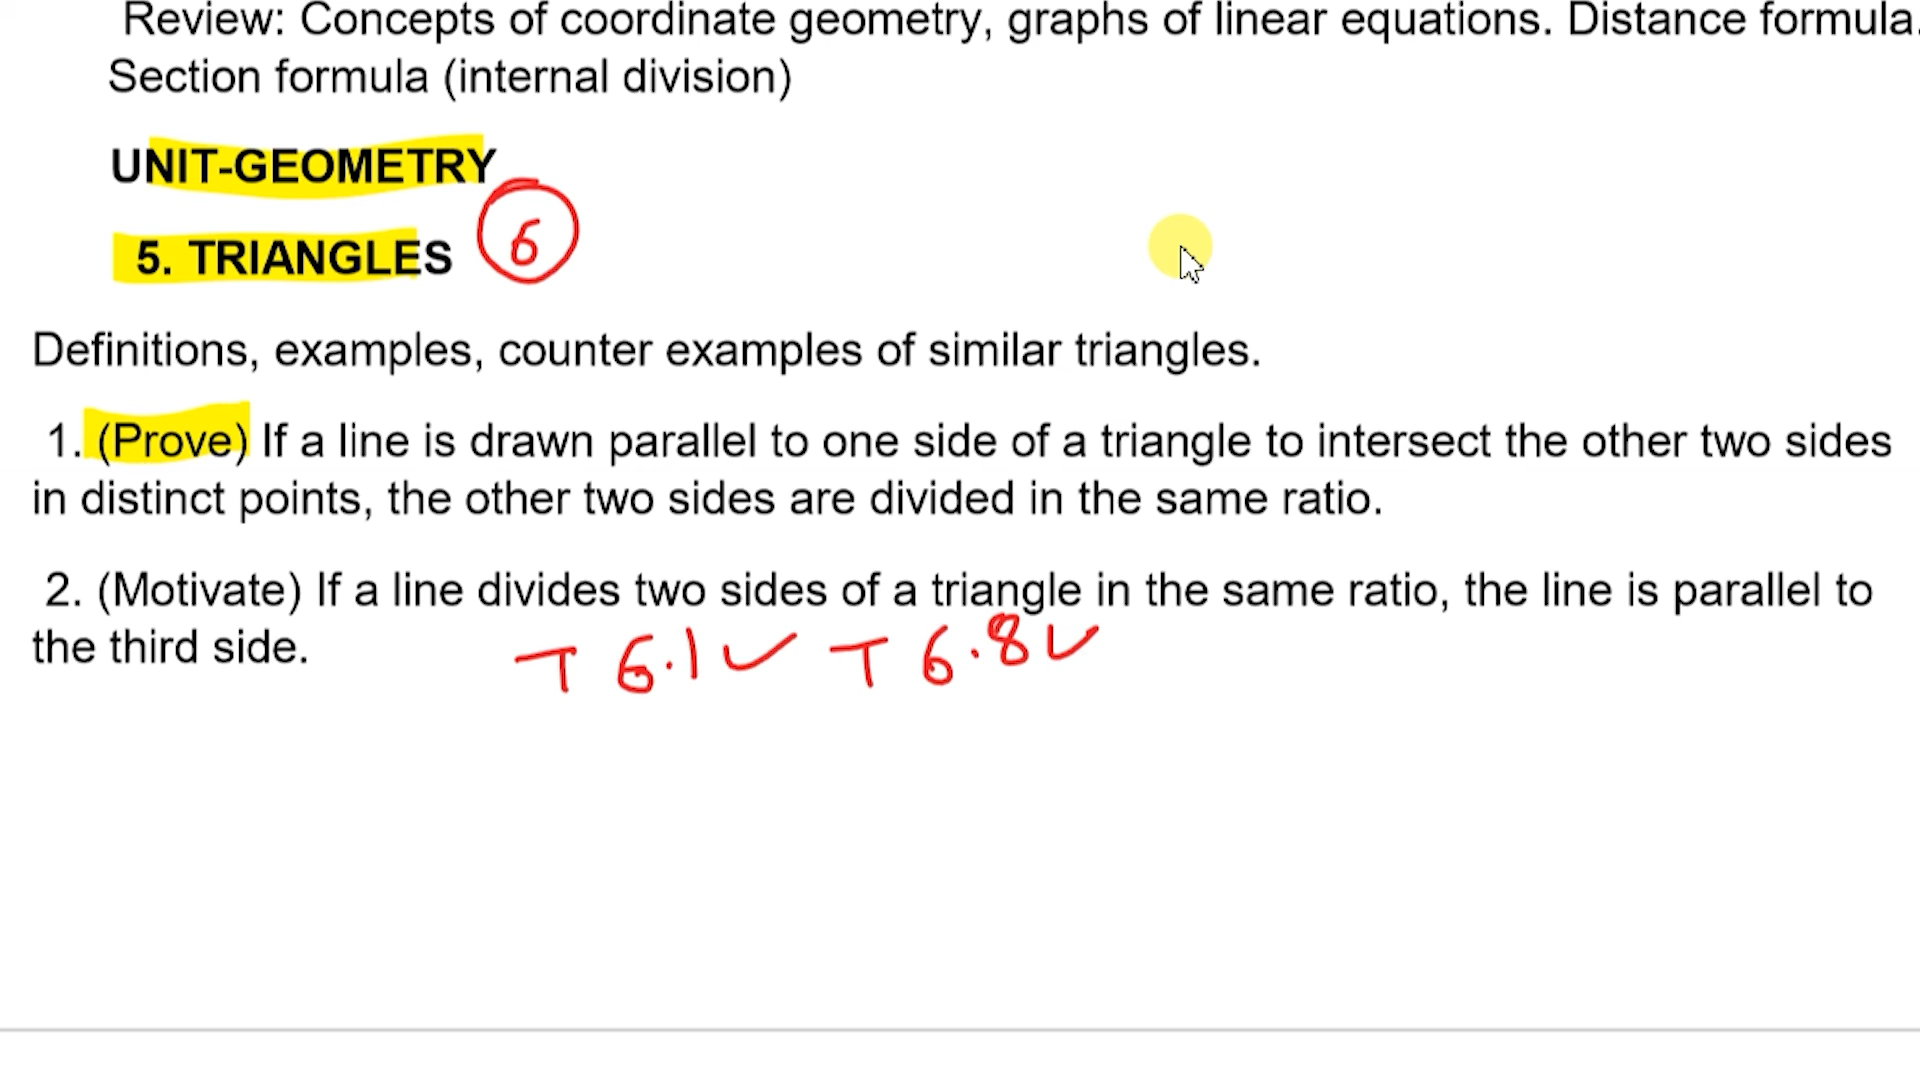 Review: Concepts of coordinate geometry, graphs of linear equations. Distance formula.
Section formula (internal division)
UNIT-GEOMETRY
5. TRIANGLES 6
Definitions, examples, counter examples of similar triangles.
1. (Prove) If a line is drawn parallel to one side of a triangle to intersect the other two sides
in distinct points, the other two sides are divided in the same ratio.
2. (Motivate) If a line divides two sides of a triangle in the same ratio, the line is parallel to
the third side.
T 6.1 ✓ T 6.8 ✓